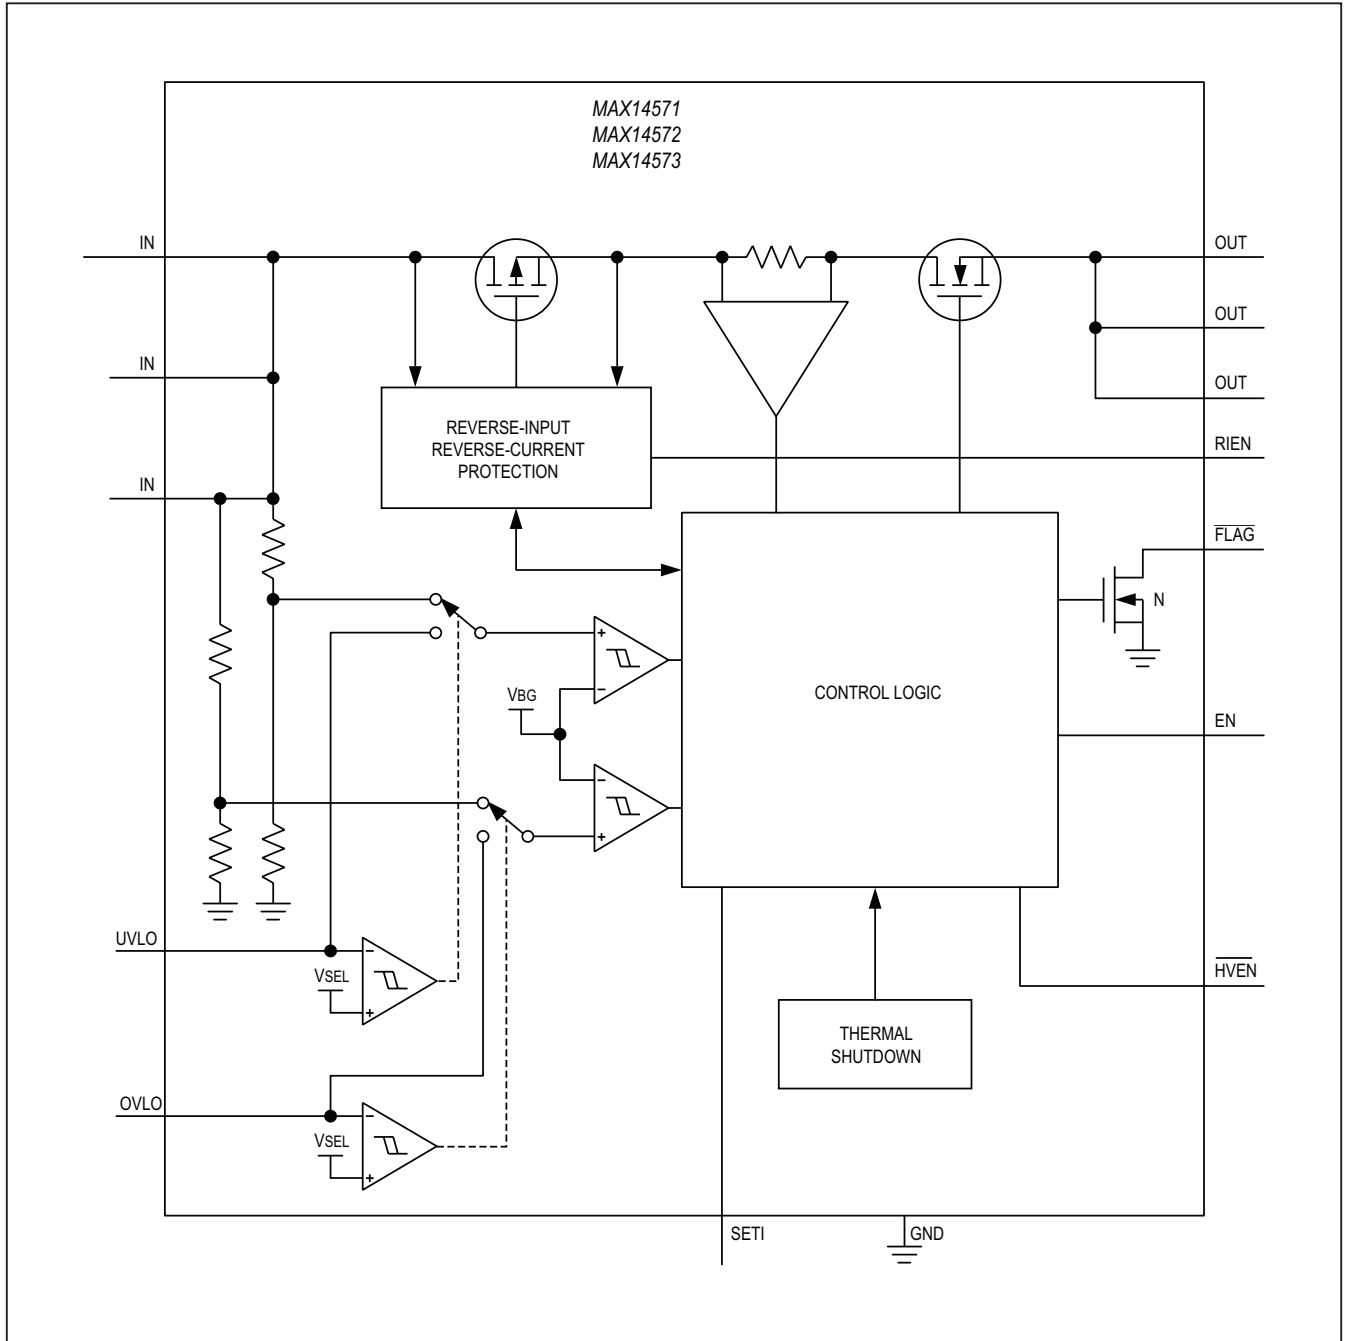 MAX14571
MAX14572
MAX14573
IN
OUT
OUT
IN
OUT
REVERSE-INPUT
REVERSE-CURRENT
PROTECTION
RIEN
IN
FLAG
N
VBG
CONTROL LOGIC
EN
UVLO
VSEL
HVEN
THERMAL
SHUTDOWN
OVLO
VSEL
SETI
GND